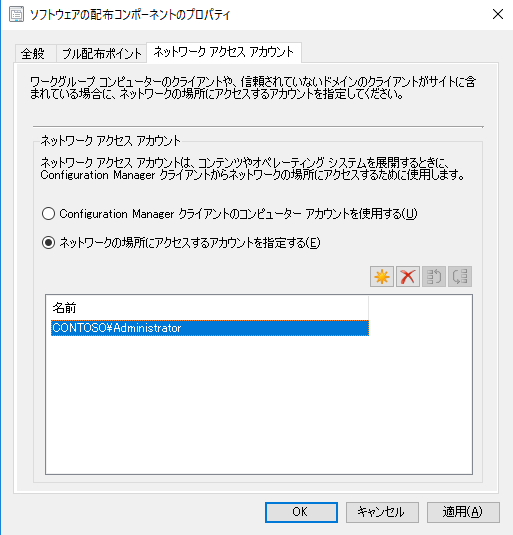 ソフトウェアの配布コンポーネントのプロパティ
全般 プル配布ポイント ネットワーク アクセス アカウント
ワークグループ コンピューターのクライアントや、信頼されていないドメインのクライアントがサイトに含
まれている場合に、ネットワークの場所にアクセスするアカウントを指定してください。
ネットワーク アクセス アカウント
ネットワーク アクセス アカウントは、コンテンツやオペレーティング システムを展開するときに、
Configuration Manager クライアントからネットワークの場所にアクセスするために使用します。
Configuration Manager クライアントのコンピューター アカウントを使用する(U)
ネットワークの場所にアクセスするアカウントを指定する(E)
名前
CONTOSO¥Administrator
OK キャンセル 適用(A)